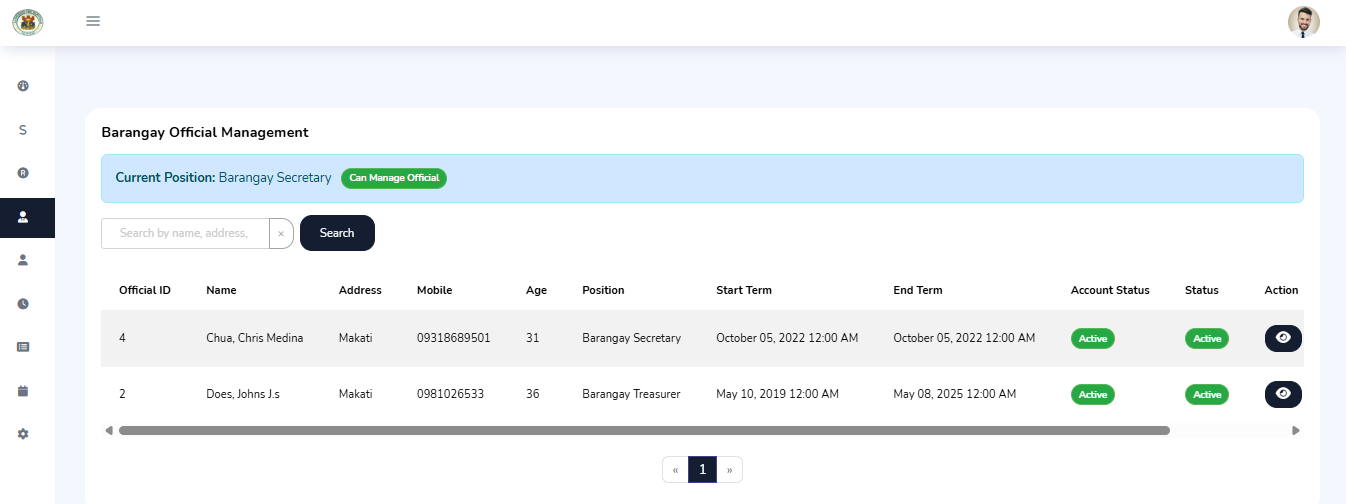 Barangay Official Management
Current Position: Barangay Secretary Can Manage Official
Search by name, address, × Search
Official ID Name Address Mobile Age Position Start Term End Term Account Status Status Action
4 Chua, Chris Medina Makati 09318689501 31 Barangay Secretary October 05, 2022 12:00 AM October 05, 2022 12:00 AM Active Active
2 Does, Johns J.s Makati 0981026533 36 Barangay Treasurer May 10, 2019 12:00 AM May 08, 2025 12:00 AM Active Active
« 1 »
S
R